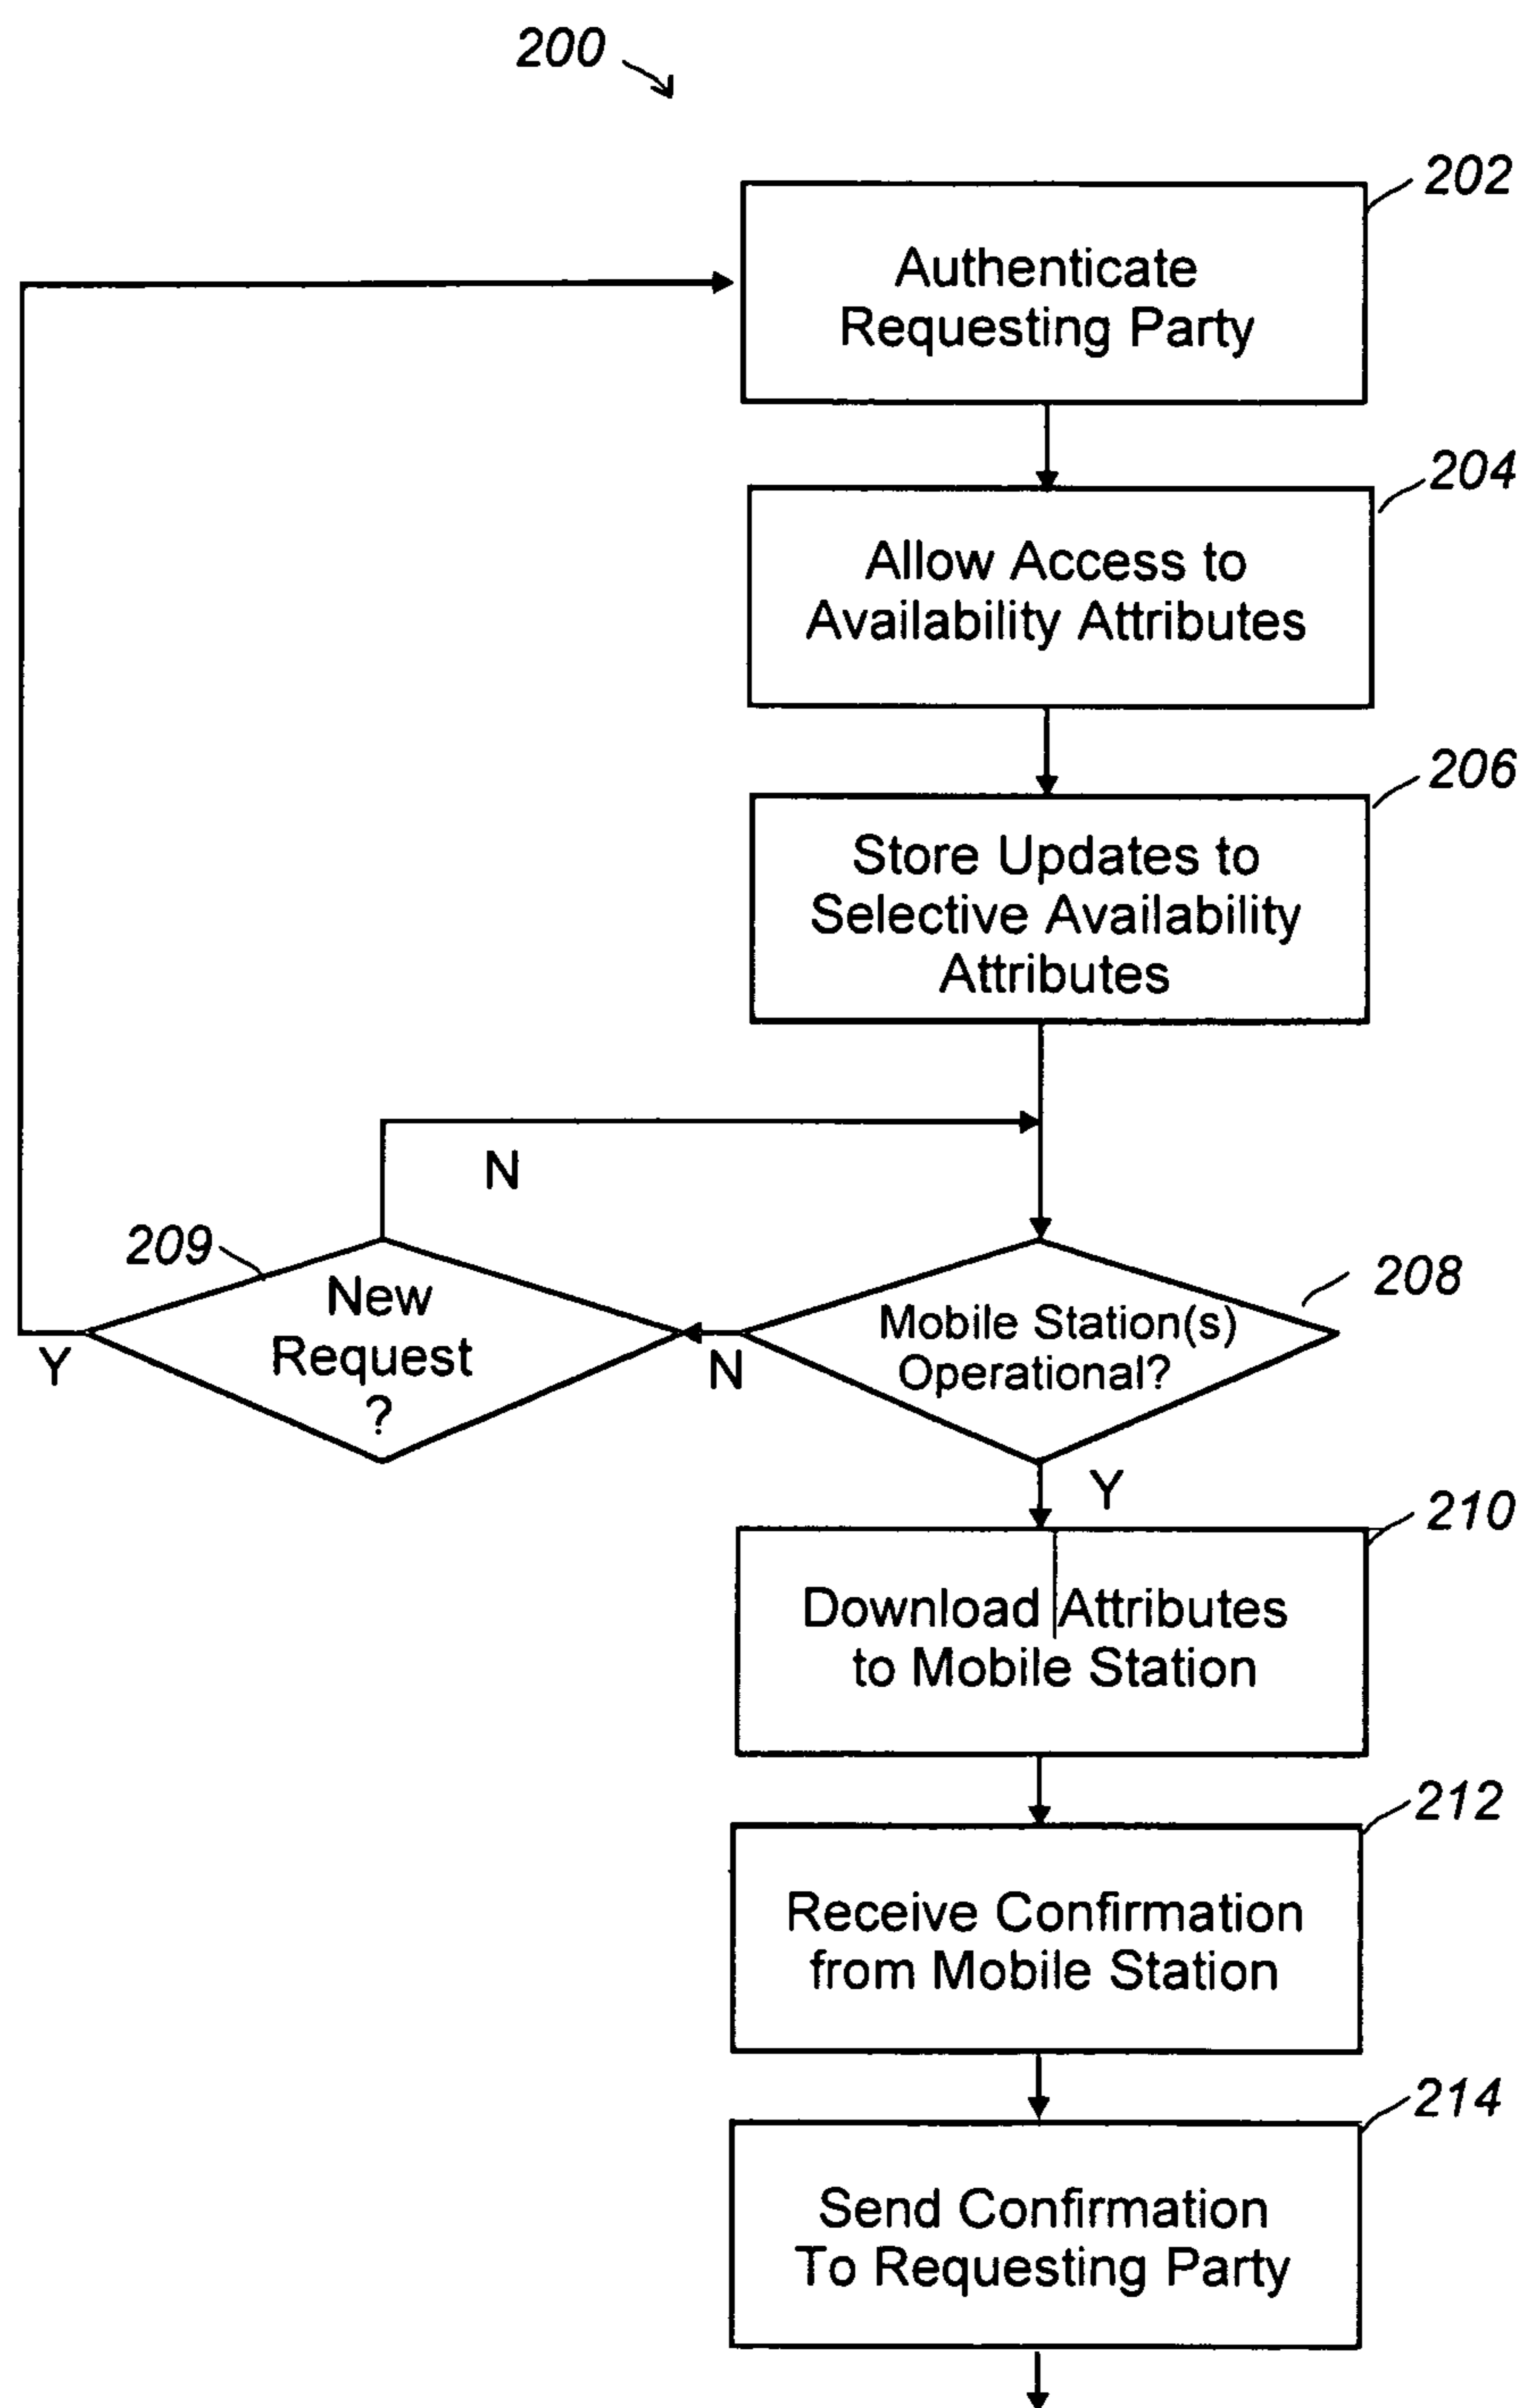 200
202
Authenticate
Requesting Party
204
Allow Access to
Availability Attributes
206
Store Updates to
Selective Availability
Attributes
N
209
New
Request
?
Y
N
208
Mobile Station(s)
Operational?
Y
210
Download Attributes
to Mobile Station
212
Receive Confirmation
from Mobile Station
214
Send Confirmation
To Requesting Party